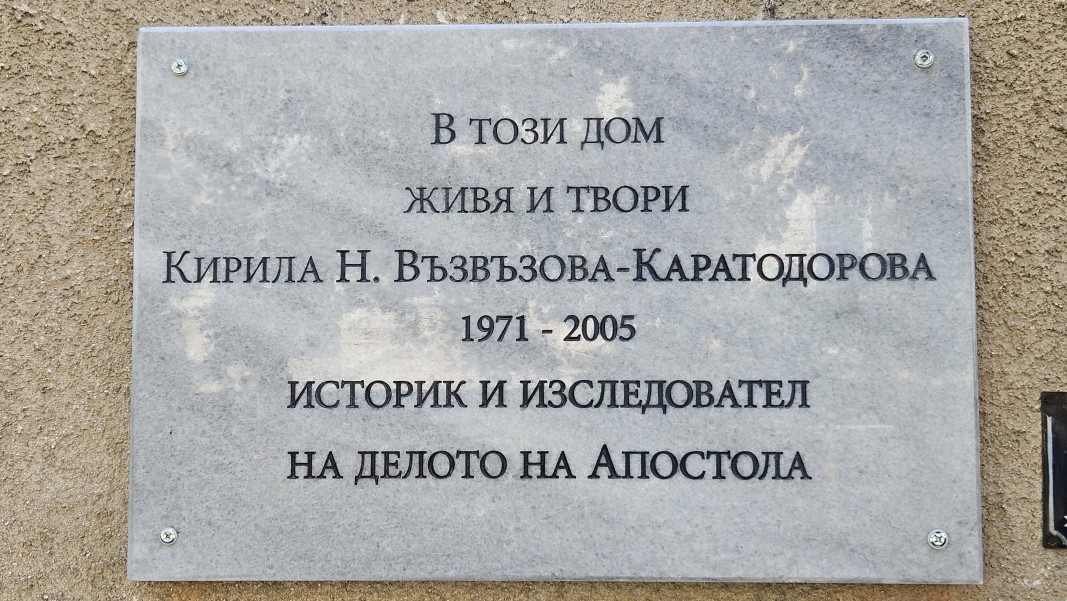 В този дом
живя и твори
Кирила Н. Възвъзова-Каратодорова
1971 - 2005
историк и изследовател
на делото на Апостола